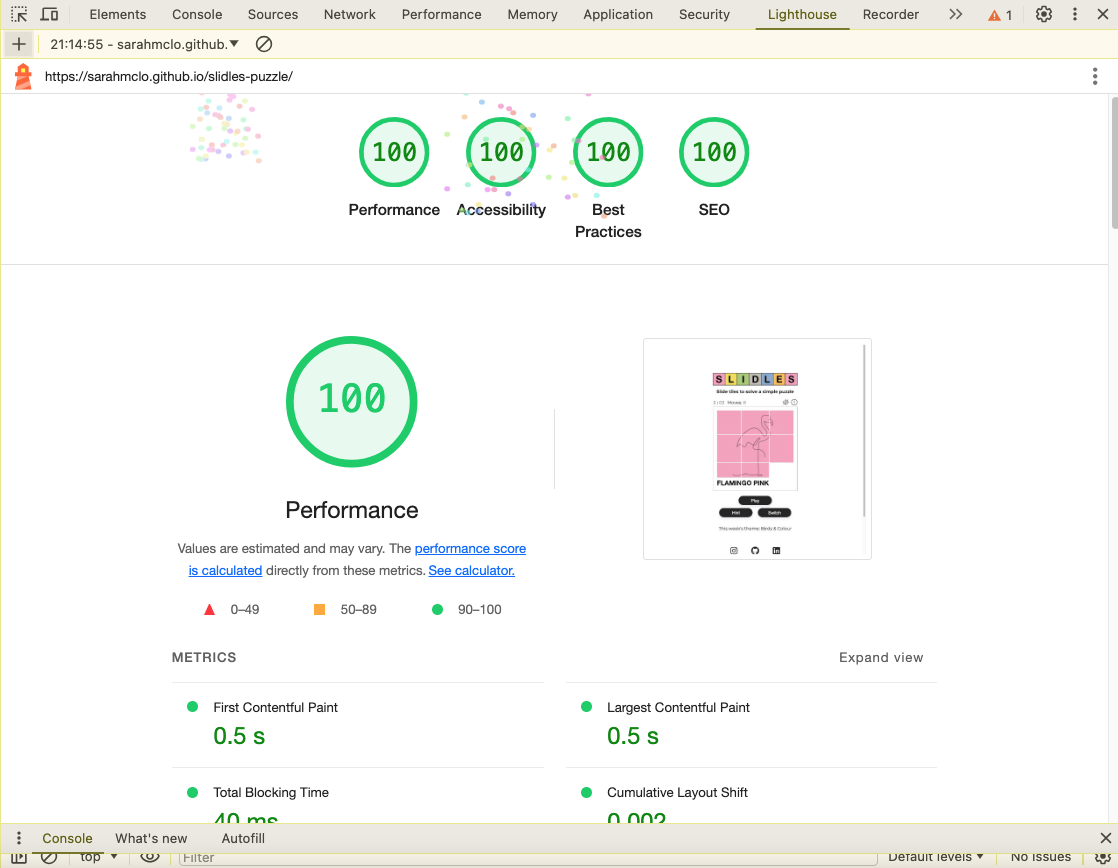 Elements Console Sources Network Performance Memory Application Security Lighthouse Recorder 1
21:14:55 - sarahmclo.github.
https://sarahmclo.github.io/slidles-puzzle/
100 100 100 100
Performance Accessibility Best Practices SEO
100
Performance
Values are estimated and may vary. The performance score
is calculated directly from these metrics. See calculator.
0–49 50–89 90–100
SLIDLES
Slide tiles to solve a simple puzzle
FLAMINGO PINK
Play
Hint Switch
This week's theme: Birds & Colour
METRICS Expand view
First Contentful Paint Largest Contentful Paint
0.5 s 0.5 s
Total Blocking Time Cumulative Layout Shift
40 ms 0.002
Console What's new Autofill
top Filter Default levels No Issues